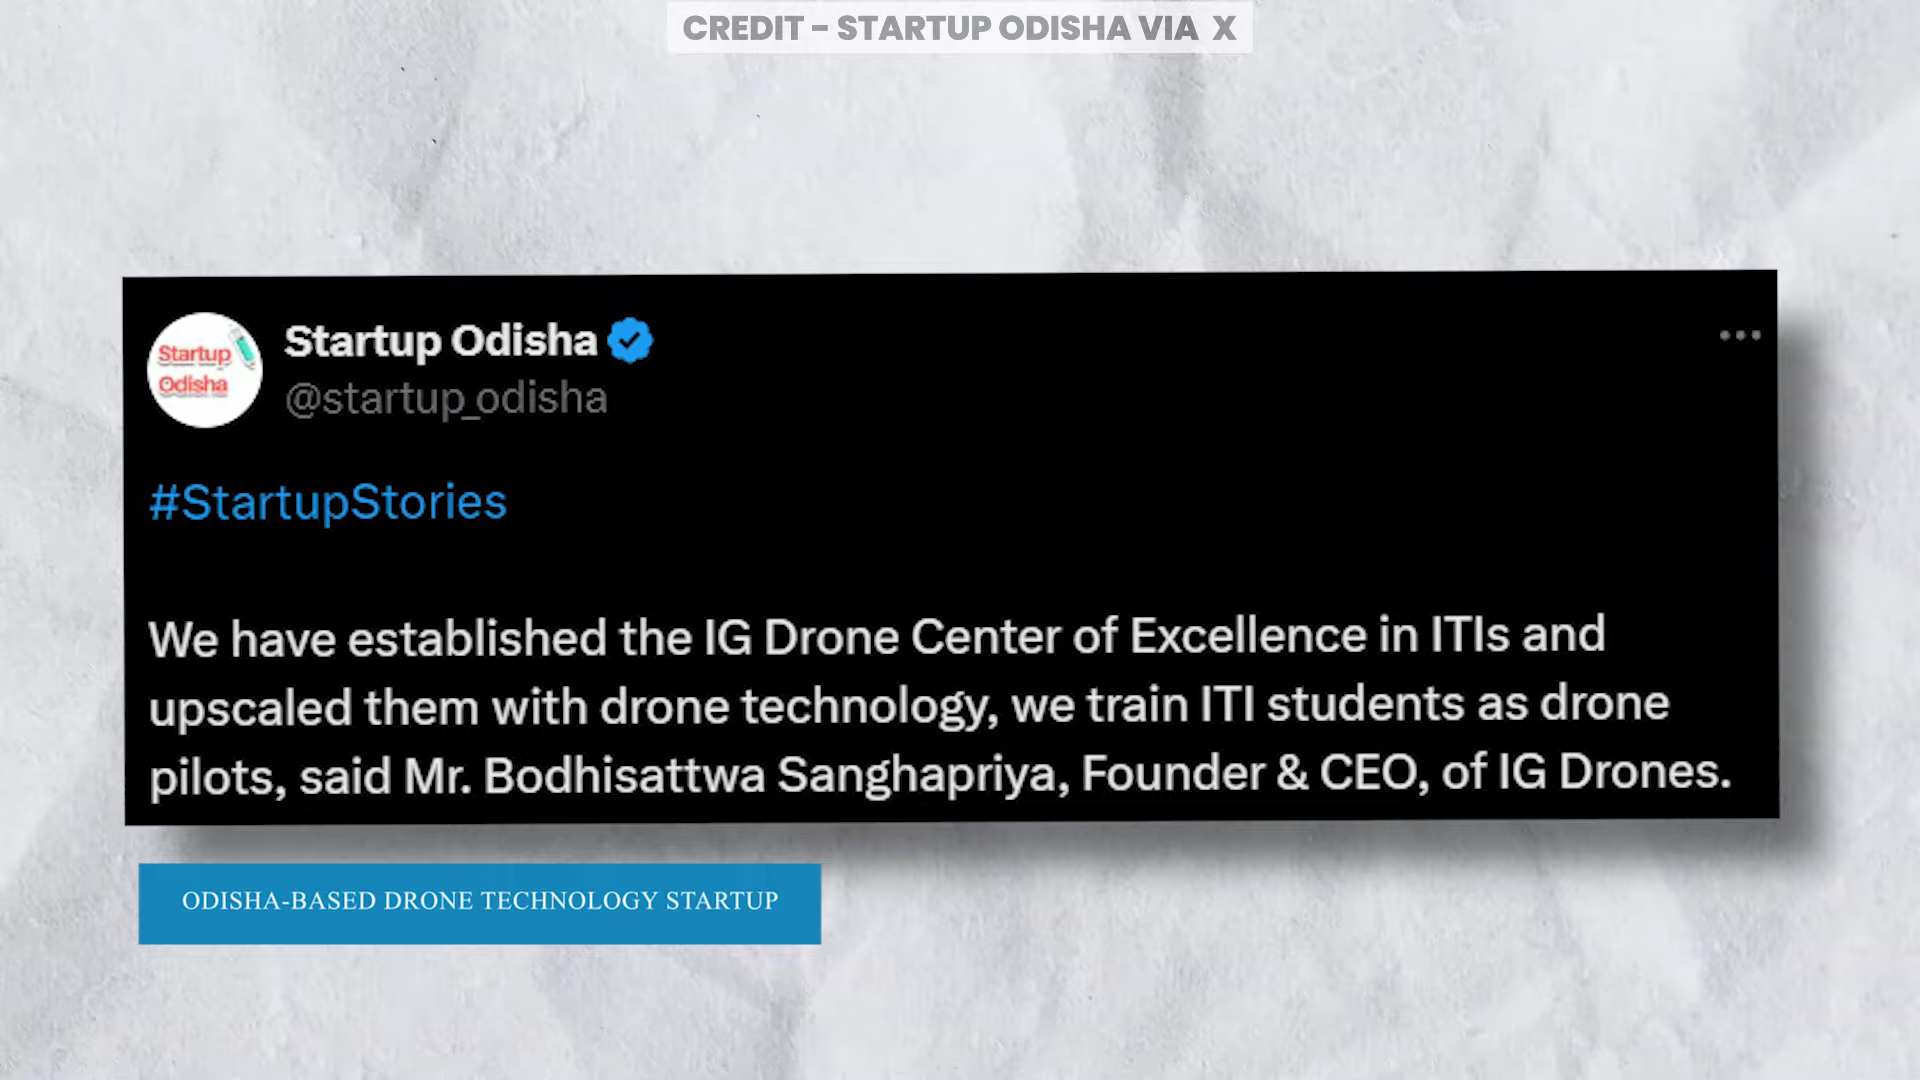 CREDIT - STARTUP ODISHA VIA X
Startup
Odisha
Startup Odisha
@startup_odisha
#StartupStories
We have established the IG Drone Center of Excellence in ITIs and
upscaled them with drone technology, we train ITI students as drone
pilots, said Mr. Bodhisattwa Sanghapriya, Founder & CEO, of IG Drones.
ODISHA-BASED DRONE TECHNOLOGY STARTUP